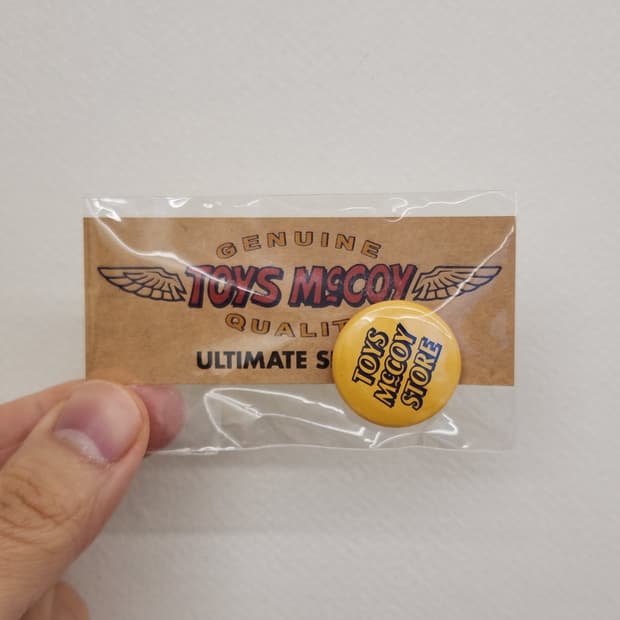 GENUINE
TOYS McCOY
QUALIT
ULTIMATE S
TOYS
McCOY
STORE